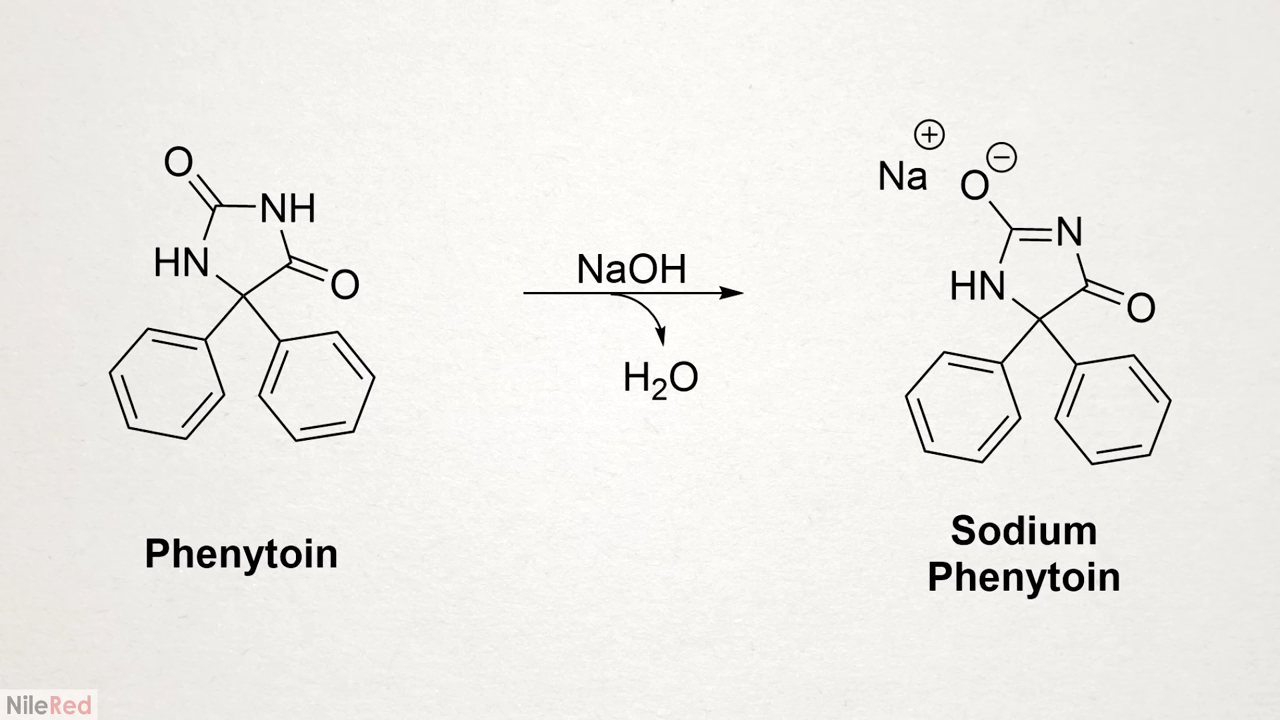 O
NH
HN
O
Phenytoin
NaOH
H₂O
Na ⊕
O ⊖
N
HN
O
Sodium
Phenytoin
NileRed